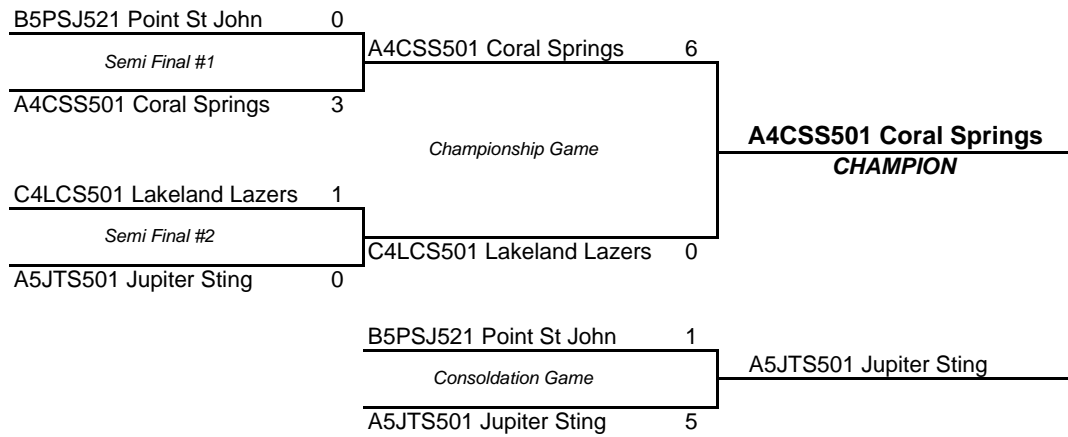 B5PSJ521 Point St John 0
Semi Final #1
A4CSS501 Coral Springs 3
A4CSS501 Coral Springs 6
Championship Game
A4CSS501 Coral Springs
CHAMPION
C4LCS501 Lakeland Lazers 1
Semi Final #2
A5JTS501 Jupiter Sting 0
C4LCS501 Lakeland Lazers 0
B5PSJ521 Point St John 1
Consoldation Game
A5JTS501 Jupiter Sting 5
A5JTS501 Jupiter Sting